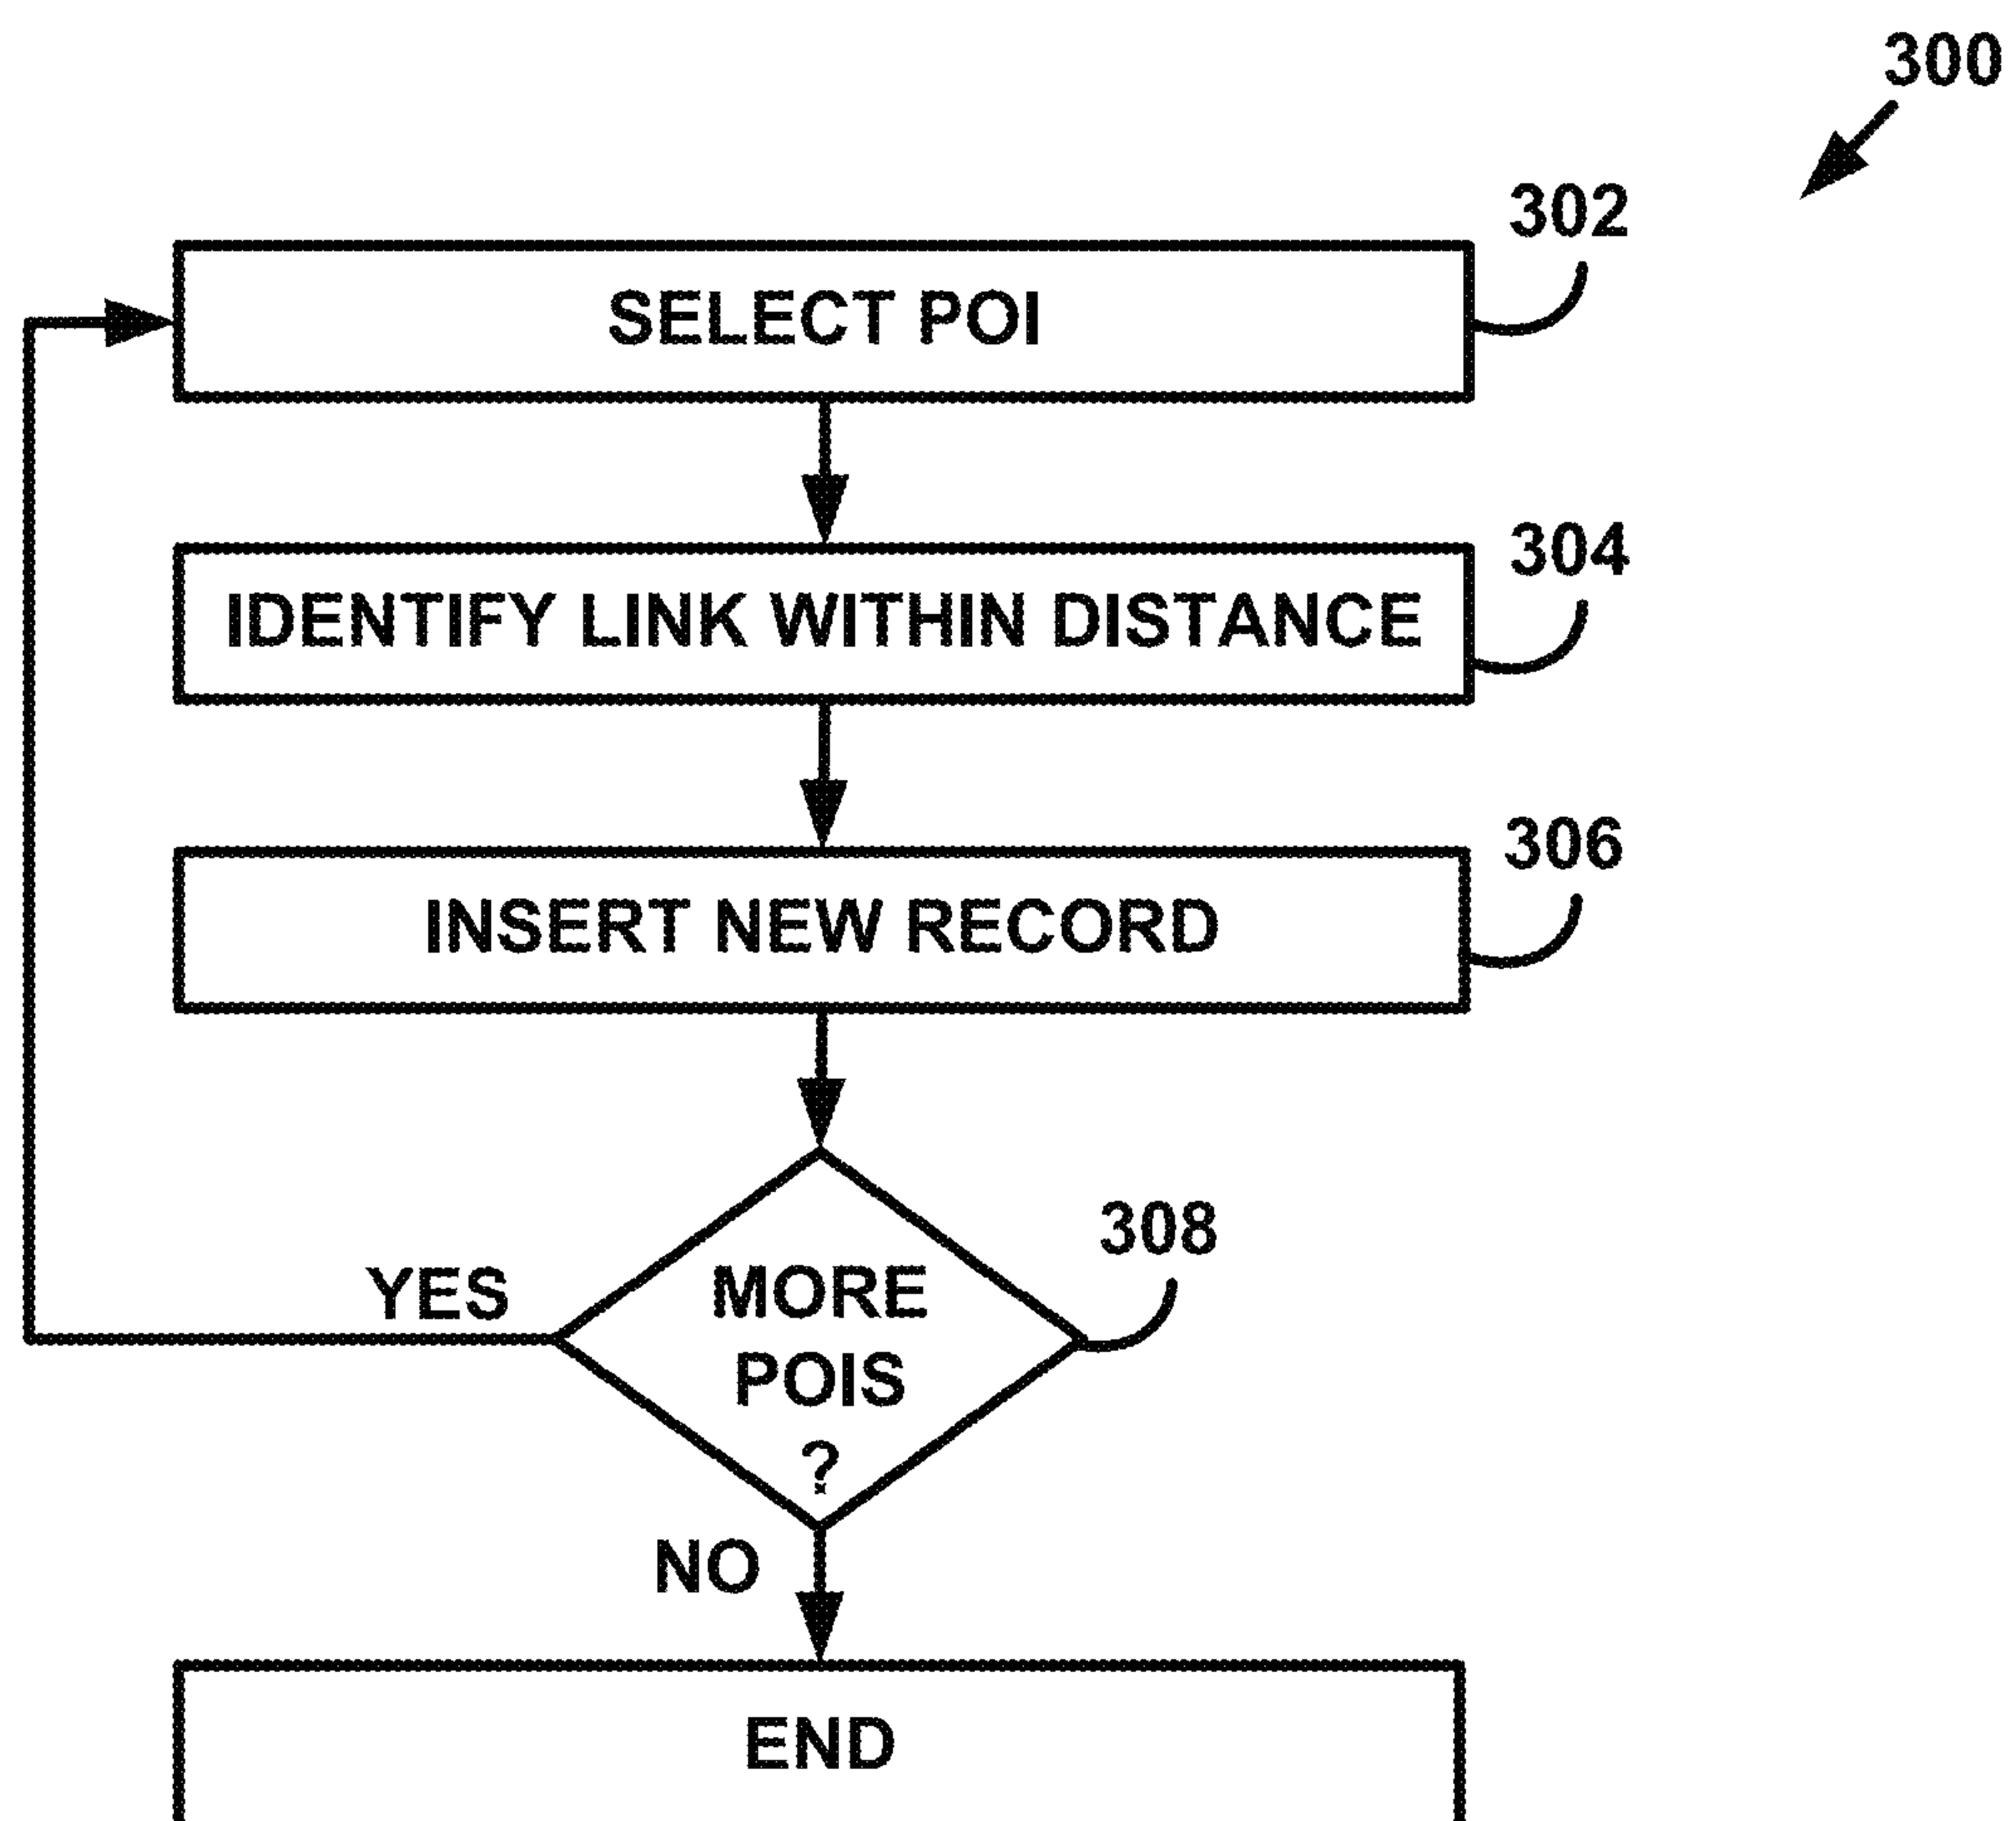 300
302
SELECT POI
304
IDENTIFY LINK WITHIN DISTANCE
306
INSERT NEW RECORD
308
YES
MORE
POIS
?
NO
END